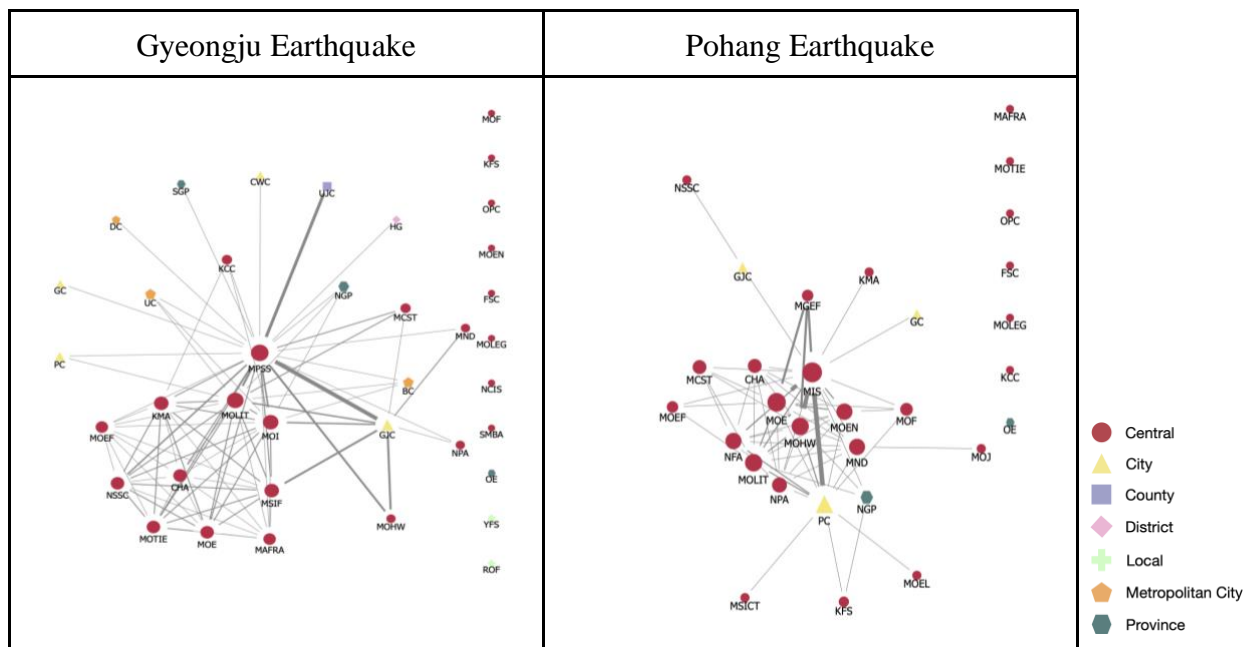 Gyeongju Earthquake
Pohang Earthquake
MOF
KFS
OPC
MOEN
FSC
MOLEG
NCIS
SMBA
OE
YFS
ROF
SGP
CWC
UJC
DC
HG
KCC
GC
UC
NGP
MCST
MND
PC
MPSS
BC
KMA
MOLIT
MOI
GJC
MOEF
NPA
NSSC
CHA
MSIF
MOTIE
MOE
MAFRA
MOHW
MAFRA
MOTIE
OPC
FSC
MOLEG
KCC
OE
NSSC
GJC
KMA
MGEF
GC
MCST
CHA
MIS
MOEF
MOE
MOEN
MOF
MOHW
NFA
MND
MOJ
MOLIT
NPA
NGP
PC
MOEL
MSICT
KFS
Central
City
County
District
Local
Metropolitan City
Province